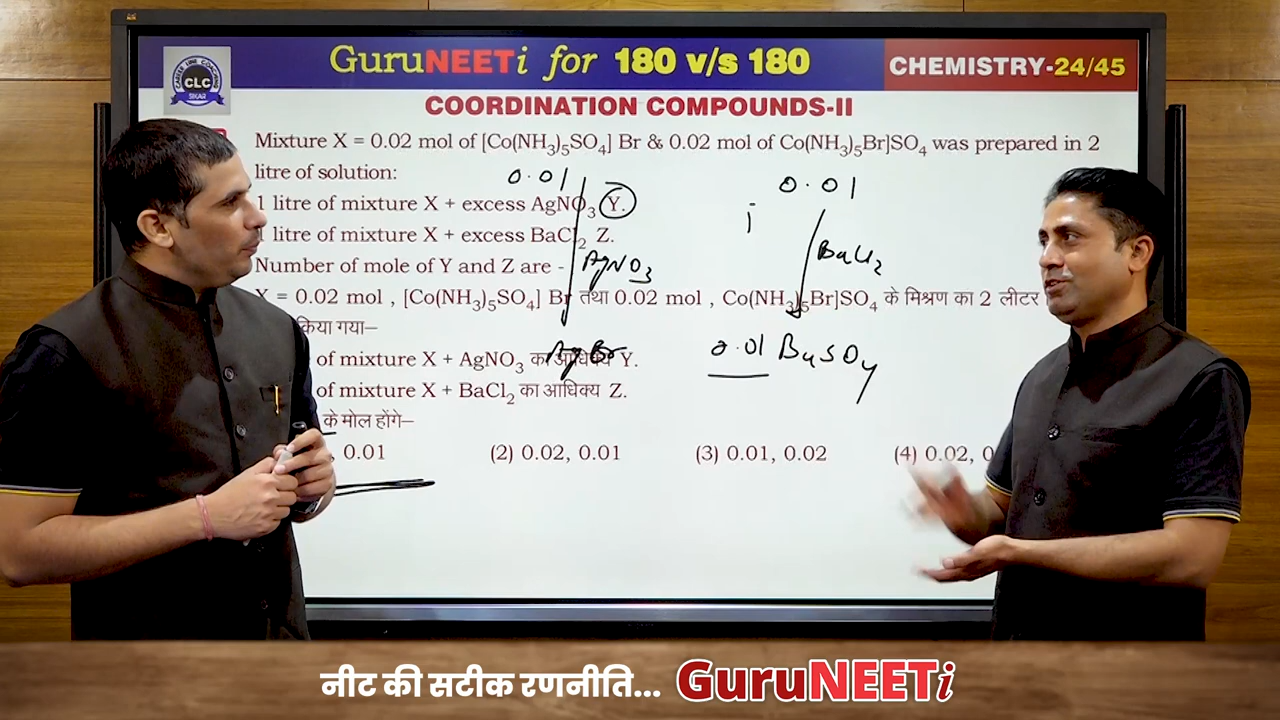 GuruNEETi for 180 v/s 180
CHEMISTRY-24/45
CLC
SIKAR
COORDINATION COMPOUNDS-II
Mixture X = 0.02 mol of [Co(NH3)5SO4] Br & 0.02 mol of Co(NH3)5Br]SO4 was prepared in 2
litre of solution:
0.01
0.01
1 litre of mixture X + excess AgNO3 Y.
litre of mixture X + excess BaCl2 Z.
BaCl2
Number of mole of Y and Z are -
AgNO3
X = 0.02 mol , [Co(NH3)5SO4] Br तथा 0.02 mol , Co(NH3)5Br]SO4 के मिश्रण का 2 लीटर
किया गया–
AgBr
0.01 BaSO4
of mixture X + AgNO3 का आधिक्य Y.
of mixture X + BaCl2 का आधिक्य Z.
के मोल होंगे–
, 0.01 (2) 0.02, 0.01 (3) 0.01, 0.02 (4) 0.02, 0
नीट की सटीक रणनीति... GuruNEETi